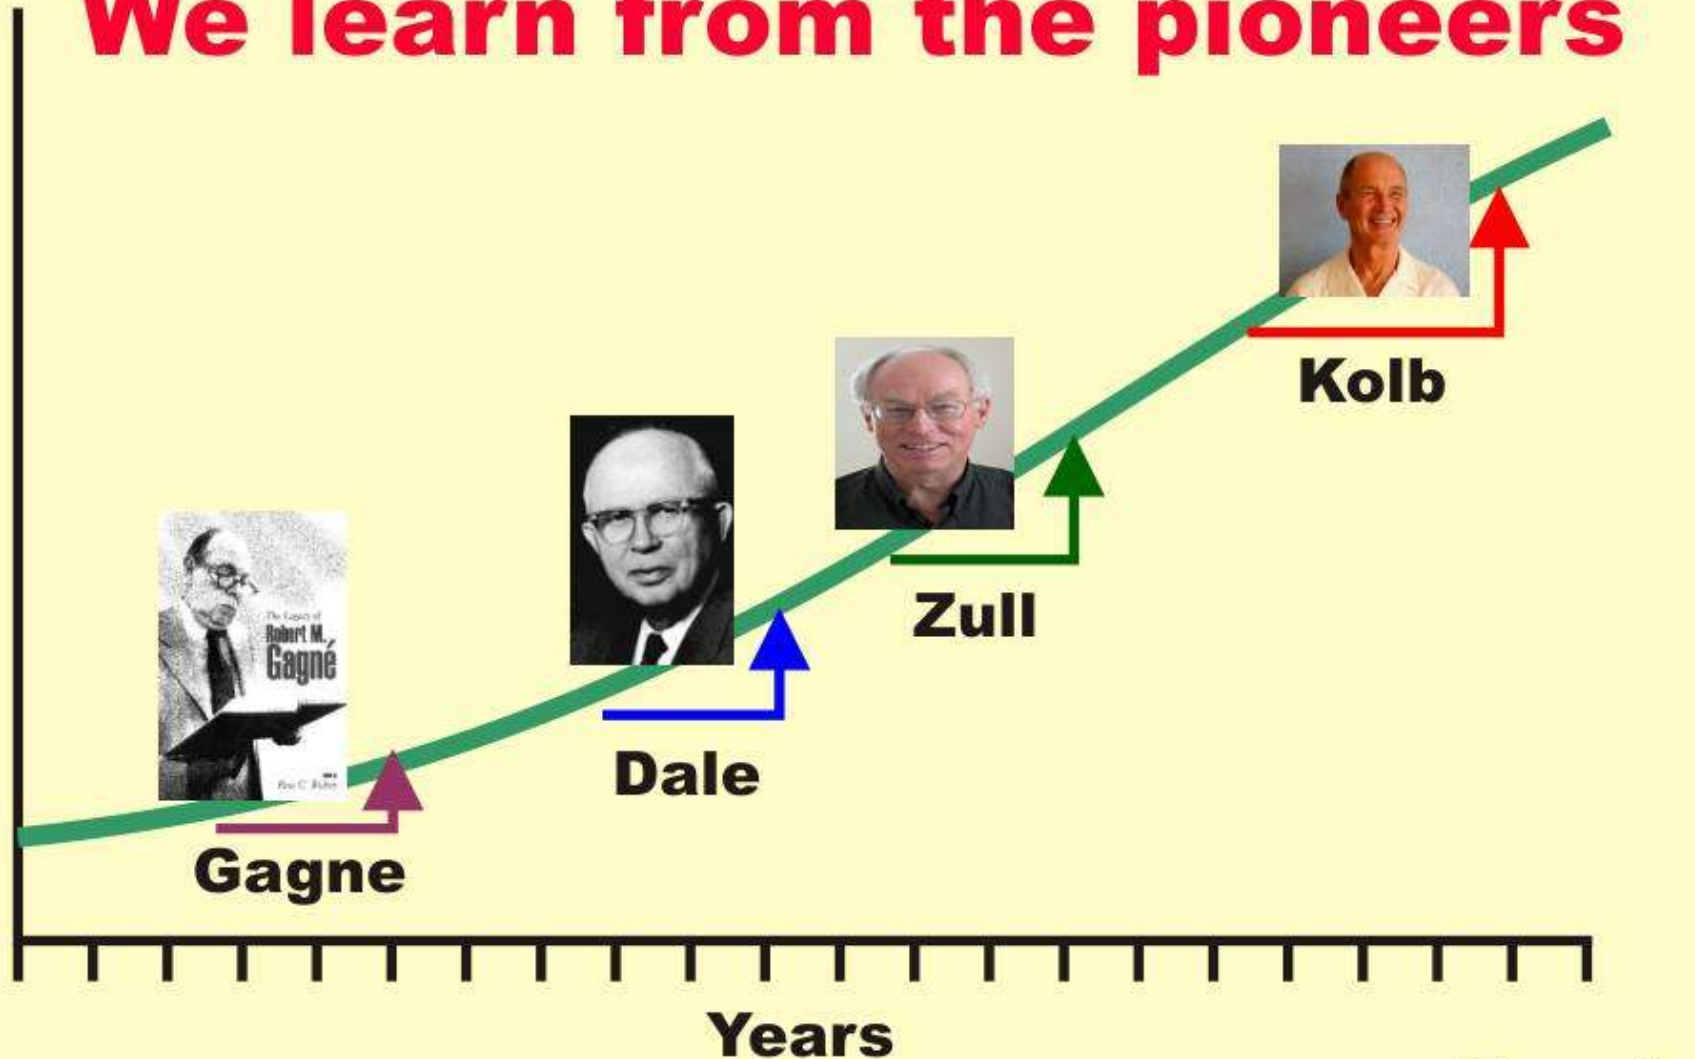 We learn from the pioneers
Kolb
Zull
Dale
The Legacy of
Robert M.
Gagné
Gagne
Years